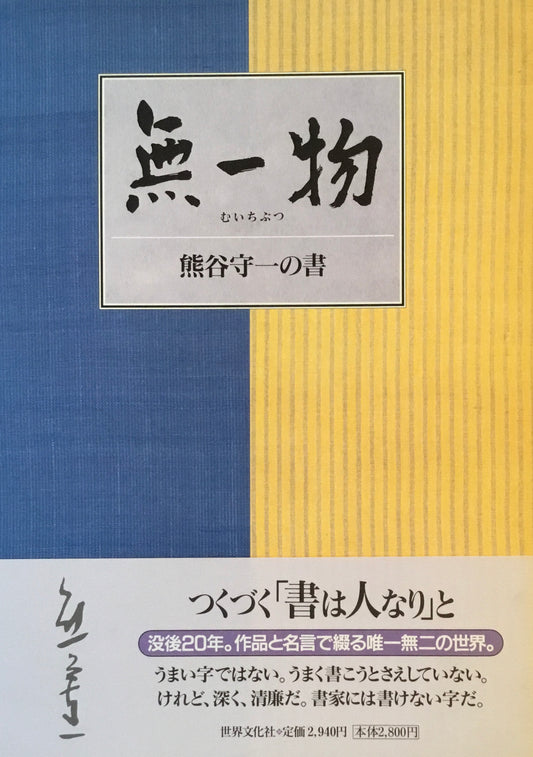 無一物
むいちぶつ
熊谷守一の書
つくづく「書は人なり」と
没後20年。作品と名言で綴る唯一無二の世界。
うまい字ではない。うまく書こうとさえしていない。
けれど、深く、清廉だ。書家には書けない字だ。
世界文化社❖定価2,940円 本体2,800円